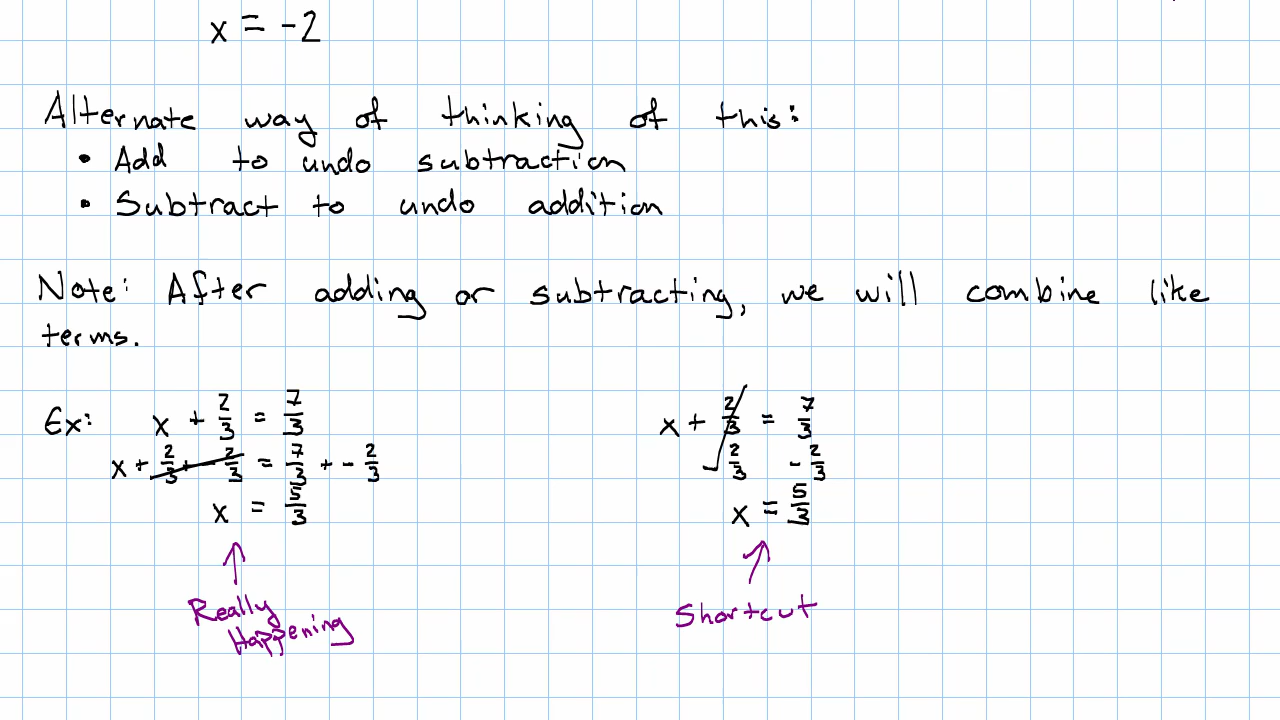 x = -2
Alternate way of thinking of this:
• Add to undo subtraction
• Subtract to undo addition
Note: After adding or subtracting, we will combine like
terms.
Ex: x + 2/3 = 7/3
x + 2/3 + - 2/3 = 7/3 + - 2/3
x = 5/3
Really
Happening
x + 2/3 = 7/3
- 2/3 - 2/3
x = 5/3
Shortcut